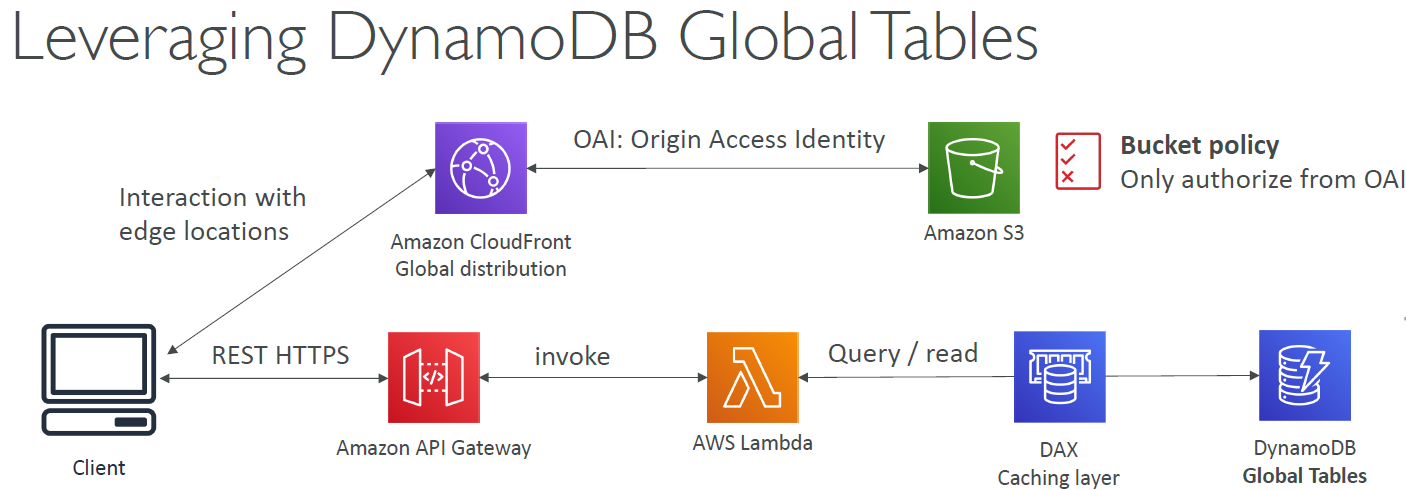 Leveraging DynamoDB Global Tables
OAI: Origin Access Identity
Bucket policy
Only authorize from OAI
Interaction with
edge locations
Amazon CloudFront
Global distribution
Amazon S3
REST HTTPS
invoke
Query / read
Client
Amazon API Gateway
AWS Lambda
DAX
Caching layer
DynamoDB
Global Tables